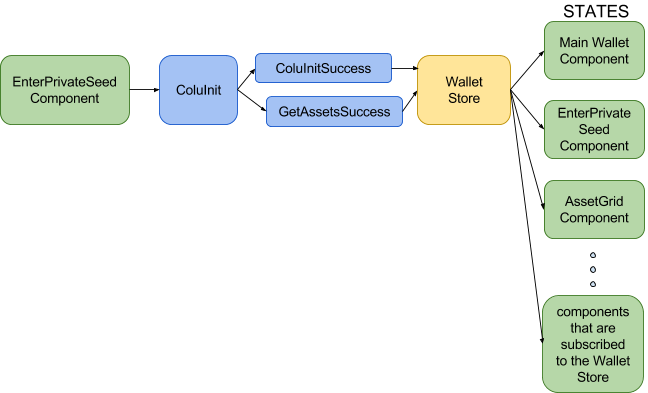 STATES
EnterPrivateSeed
Component
ColuInit
ColuInitSuccess
GetAssetsSuccess
Wallet
Store
Main Wallet
Component
EnterPrivate
Seed
Component
AssetGrid
Component
components
that are
subscribed
to the Wallet
Store